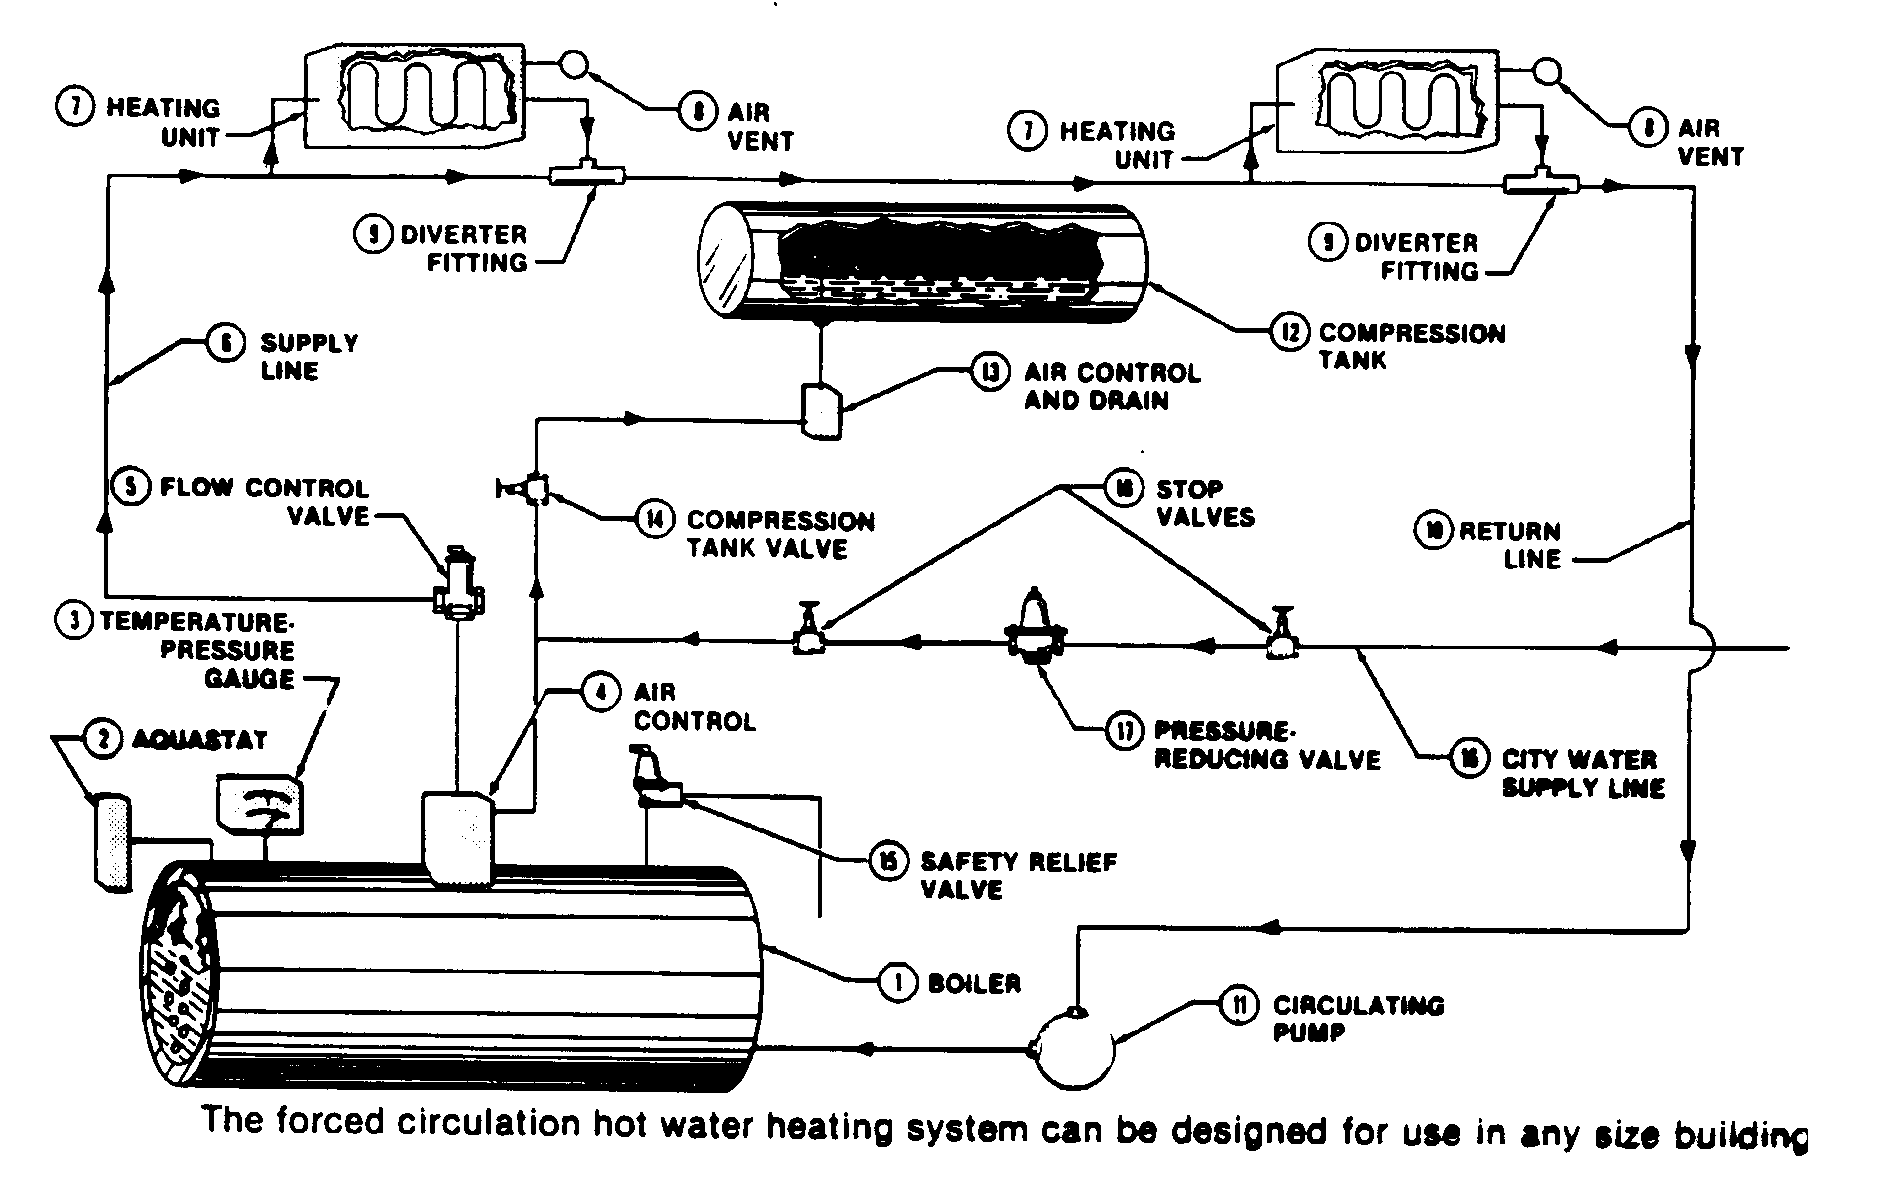 7 HEATING
UNIT
8 AIR
VENT
7 HEATING
UNIT
8 AIR
VENT
9 DIVERTER
FITTING
9 DIVERTER
FITTING
6 SUPPLY
LINE
12 COMPRESSION
TANK
13 AIR CONTROL
AND DRAIN
5 FLOW CONTROL
VALVE
14 COMPRESSION
TANK VALVE
STOP
VALVES
10 RETURN
LINE
3 TEMPERATURE-
PRESSURE
GAUGE
4 AIR
CONTROL
2 AQUASTAT
17 PRESSURE-
REDUCING VALVE
16 CITY WATER
SUPPLY LINE
15 SAFETY RELIEF
VALVE
1 BOILER
11 CIRCULATING
PUMP
The forced circulation hot water heating system can be designed for use in any size building